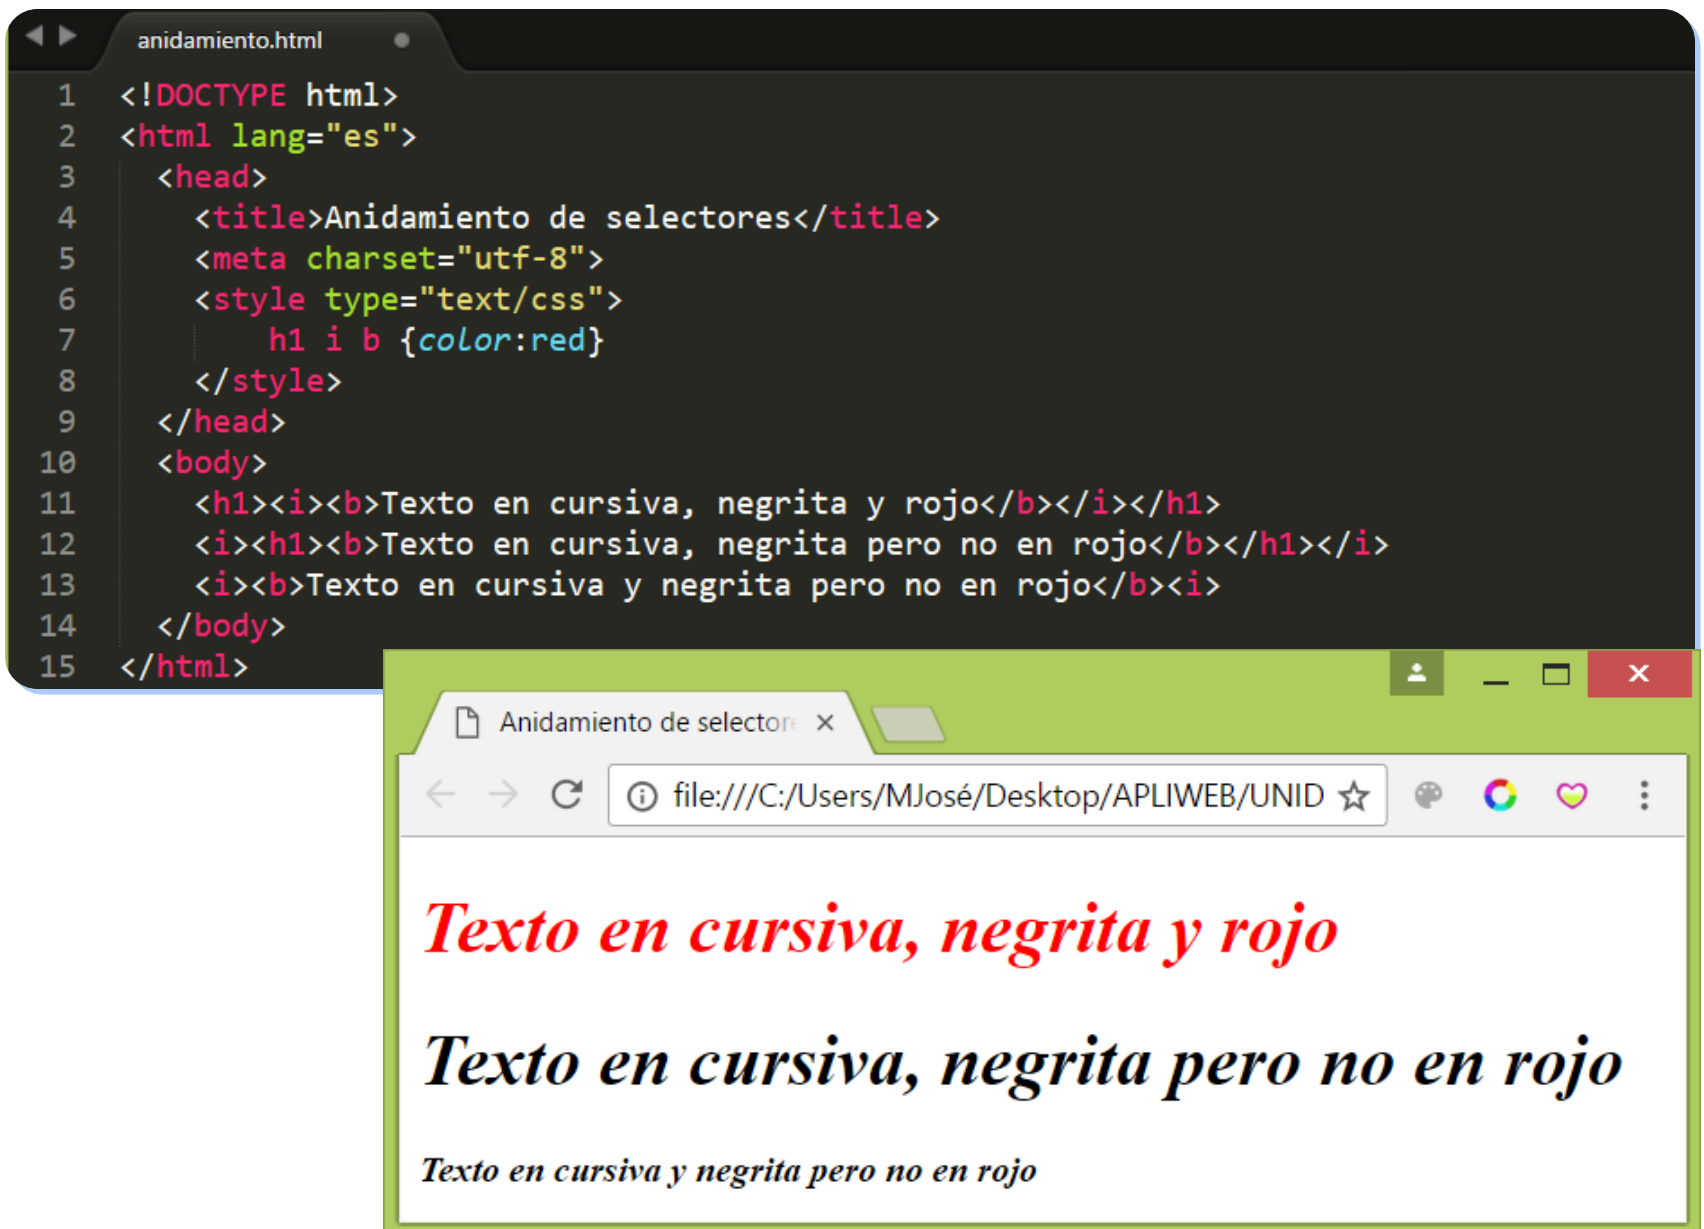 anidamiento.html
1 <!DOCTYPE html>
2 <html lang="es">
3 <head>
4 <title>Anidamiento de selectores</title>
5 <meta charset="utf-8">
6 <style type="text/css">
7 h1 i b {color:red}
8 </style>
9 </head>
10 <body>
11 <h1><i><b>Texto en cursiva, negrita y rojo</b></i></h1>
12 <i><h1><b>Texto en cursiva, negrita pero no en rojo</b></h1></i>
13 <i><b>Texto en cursiva y negrita pero no en rojo</b><i>
14 </body>
15 </html>
Anidamiento de selectore
file:///C:/Users/MJosé/Desktop/APLIWEB/UNID
Texto en cursiva, negrita y rojo
Texto en cursiva, negrita pero no en rojo
Texto en cursiva y negrita pero no en rojo